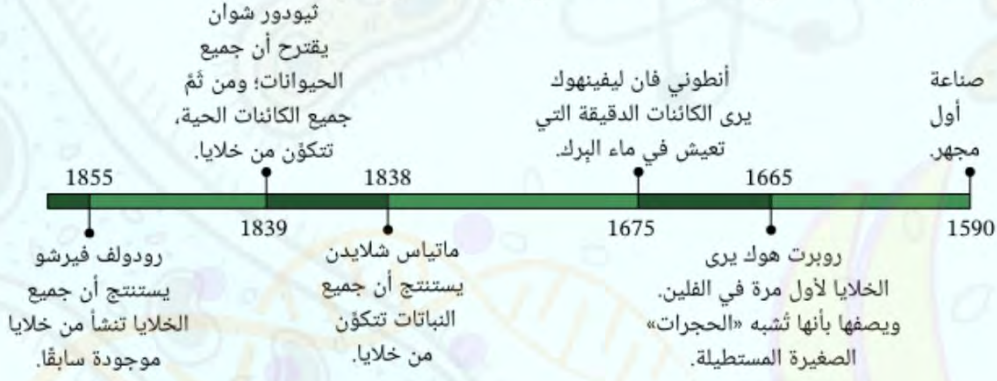 صناعة
أول
مجهر.
1590
1665
روبرت هوك يرى
الخلايا لأول مرة في الفلين.
ويصفها بأنها تُشبه «الحجرات»
الصغيرة المستطيلة.
أنطوني فان ليفينهوك
يرى الكائنات الدقيقة التي
تعيش في ماء البِرك.
1675
1838
ماتياس شلايدن
يستنتج أن جميع
النباتات تتكوَّن
من خلايا.
ثيودور شوان
يقترح أن جميع
الحيوانات؛ ومن ثَمَّ
جميع الكائنات الحية،
تتكوَّن من خلايا.
1839
1855
رودولف فيرشو
يستنتج أن جميع
الخلايا تنشأ من خلايا
موجودة سابقًا.